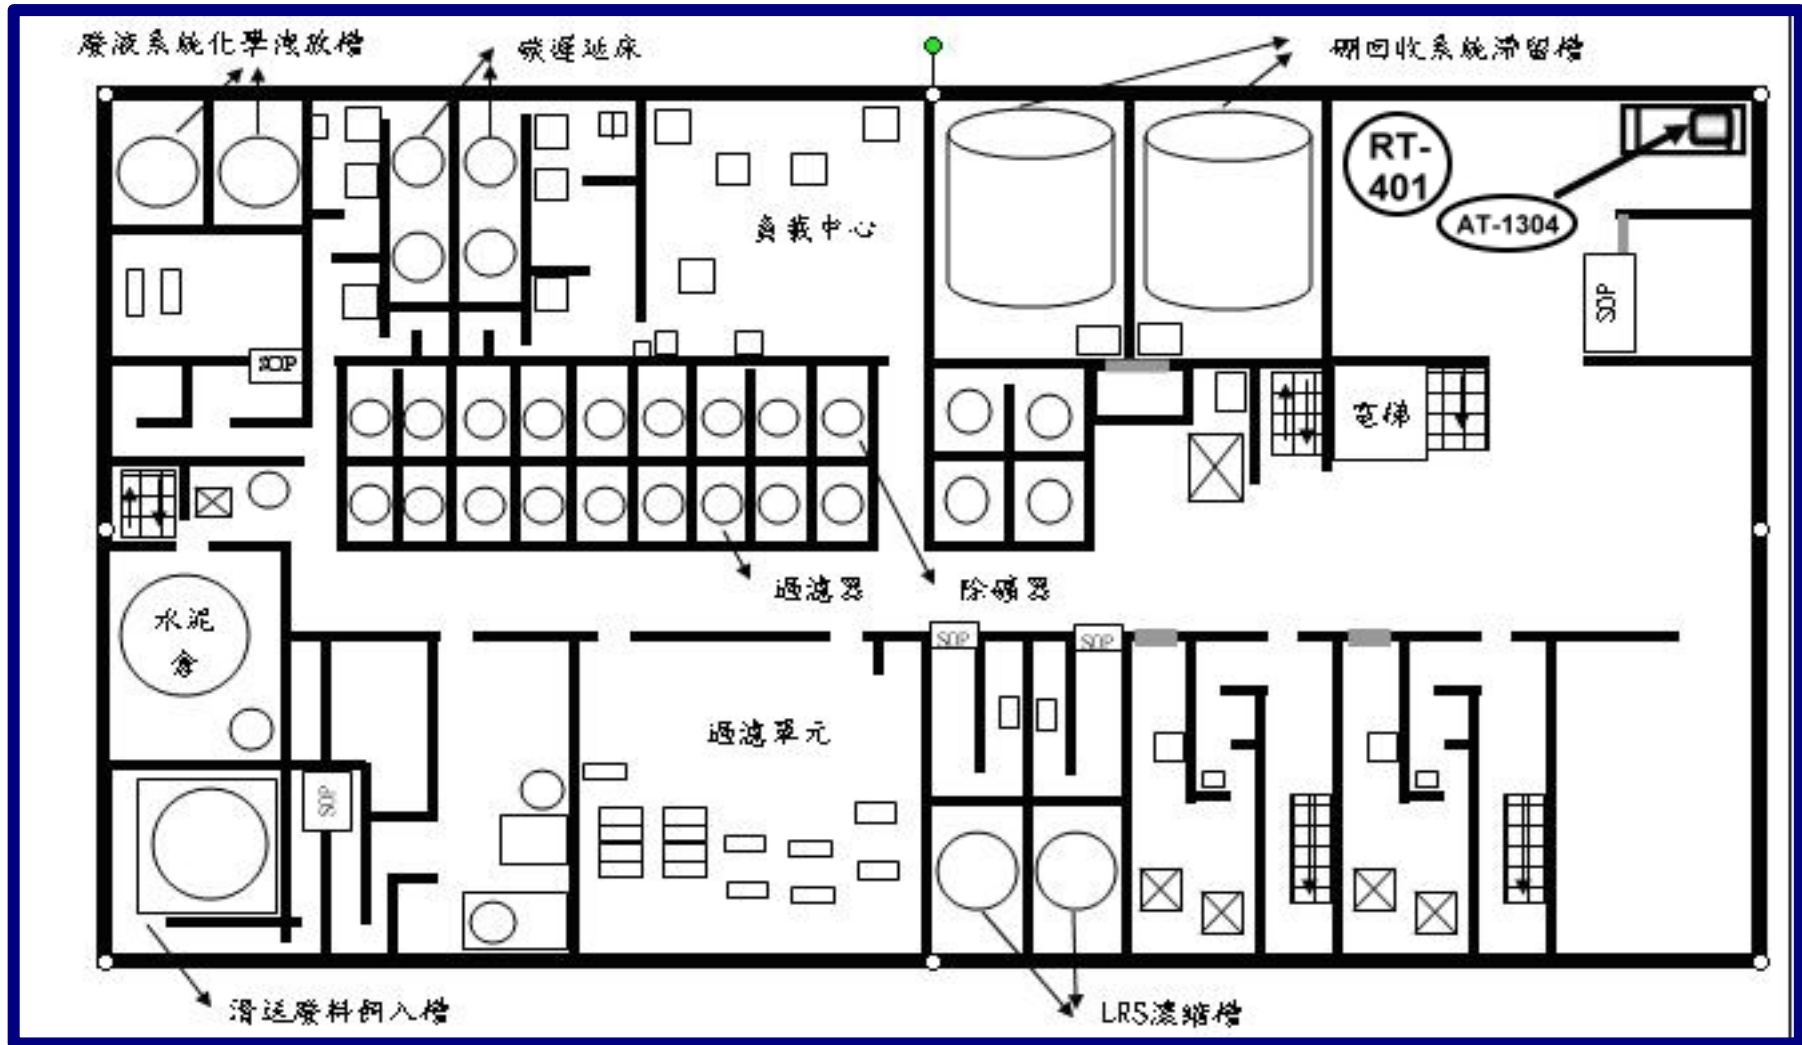 廢液系統化學洩放槽
碳遲延床
硼回收系統滯留槽
RT-
401
AT-1304
負載中心
SOP
SOP
電梯
過濾器
除礦器
水泥
倉
SOP
SOP
過濾單元
SOP
滑送廢料飼入槽
LRS濃縮槽